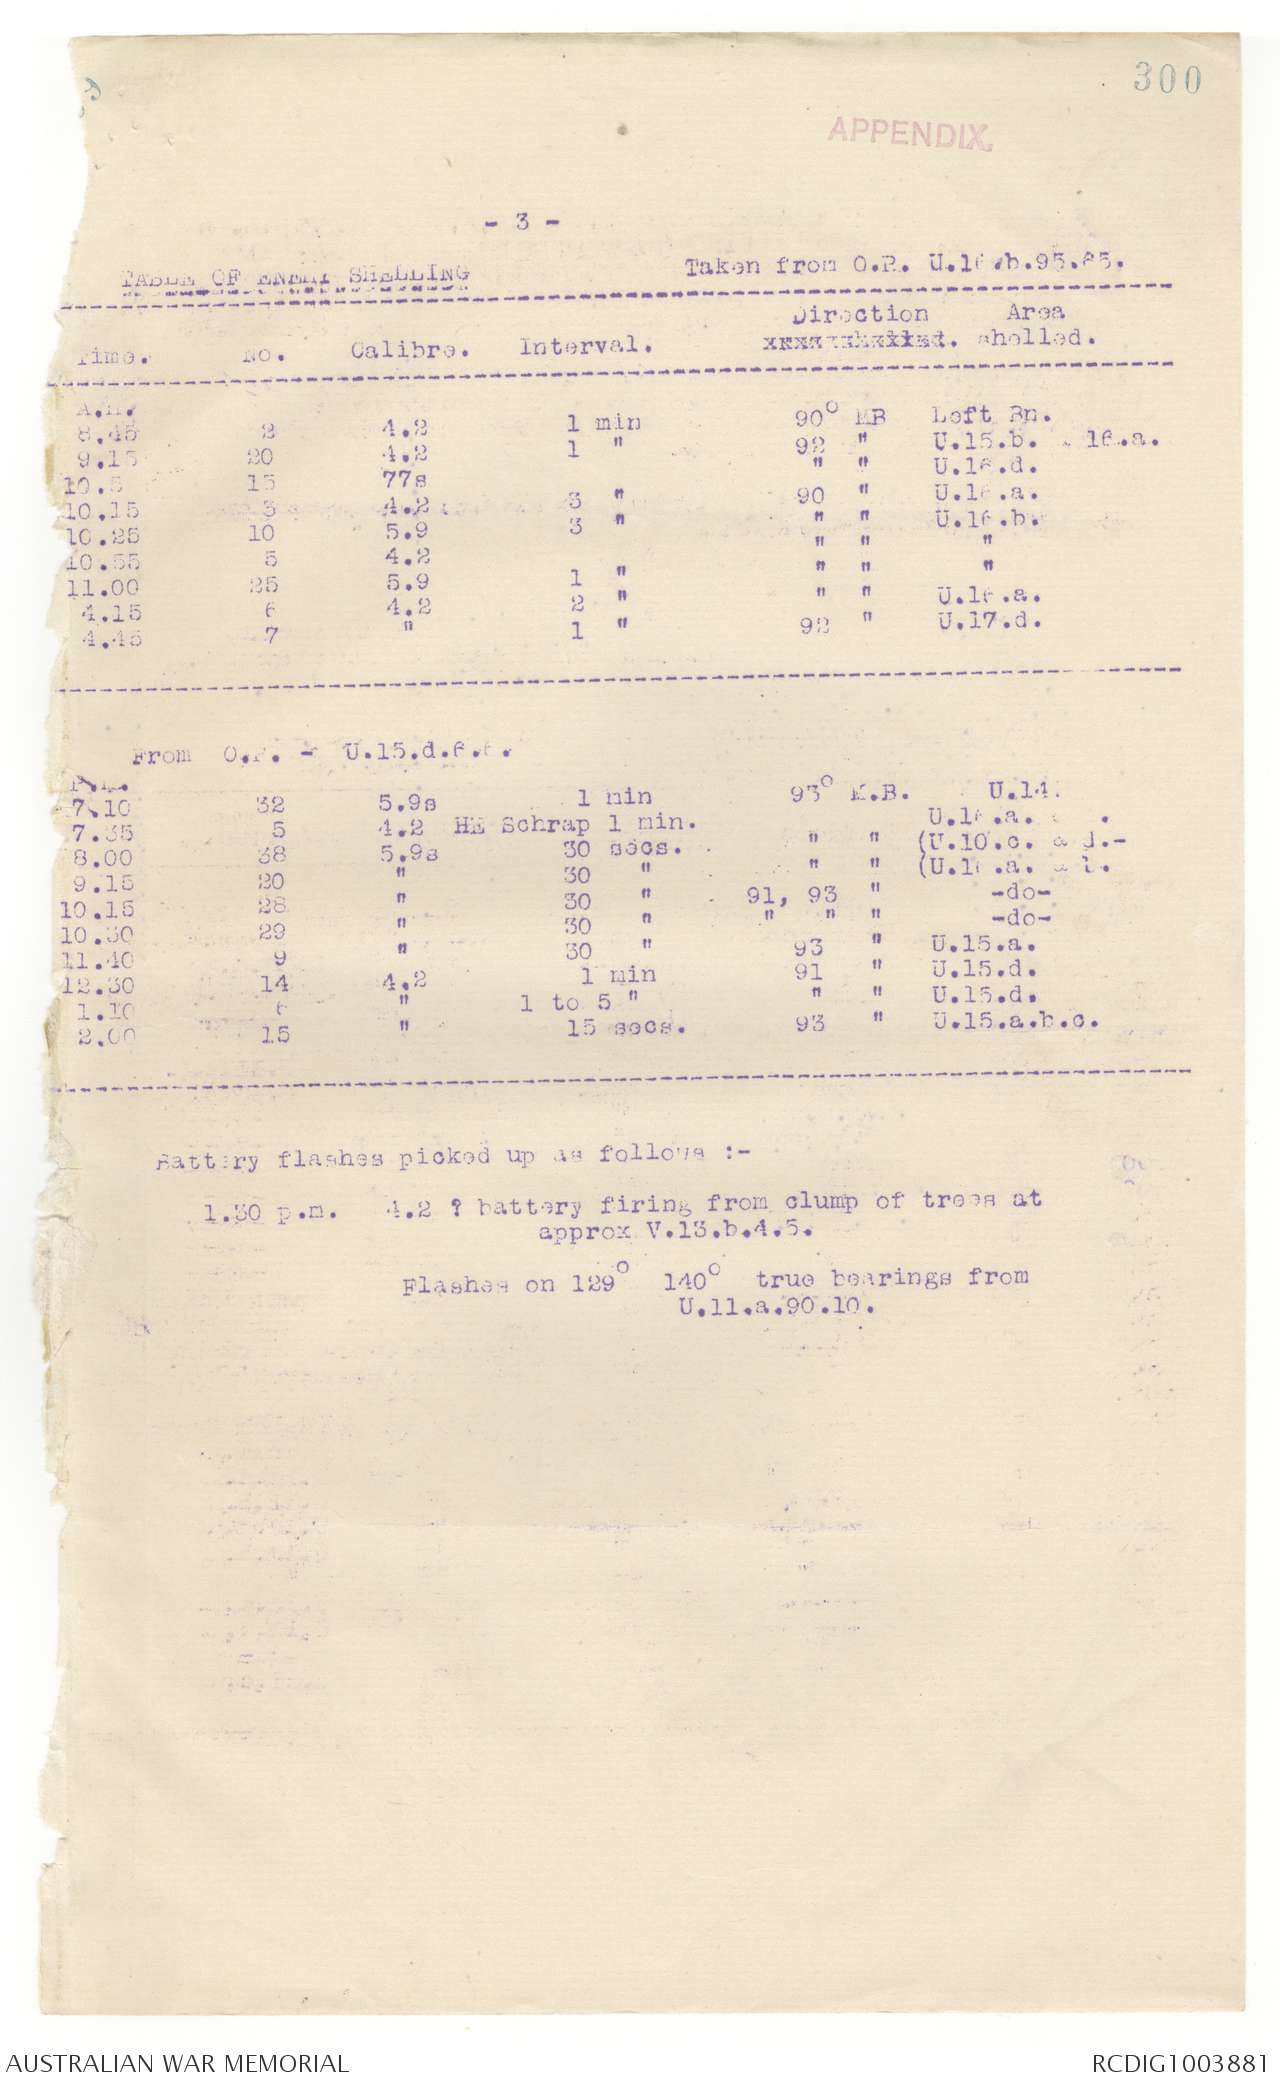 300
APPENDIX.
- 3 -
TABLE OF ENEMY SHELLING Taken from O.P. U.16.b.95.85.
Direction Area
Time. No. Calibre. Interval. shelled.
A.M.
8.45 2 4.2 1 min 90° MB Left Bn.
9.15 20 4.2 1 " 92 " U.15.b. 16.a.
10.5 15 77s " " U.16.d.
10.15 3 4.2 3 " 90 " U.16.a.
10.25 10 5.9 3 " " " U.16.b.
10.55 5 4.2 " " "
11.00 25 5.9 1 " " " "
4.15 6 4.2 2 " " " U.16.a.
4.45 7 " 1 " 92 " U.17.d.
From O.P. - U.15.d.6.6.
P.M.
7.10 32 5.9s 1 min 93° M.B. U.14.
7.35 5 4.2 HE Schrap 1 min. U.16.a.
8.00 38 5.9s 30 secs. " " (U.10.c. & d.-
9.15 20 " 30 " " " (U.16.a. &
10.15 28 " 30 " 91, 93 " -do-
10.30 29 " 30 " " " " -do-
11.40 9 " 30 " 93 " U.15.a.
12.30 14 4.2 1 min 91 " U.15.d.
1.10 6 " 1 to 5 " " " U.15.d.
2.00 15 " 15 secs. 93 " U.15.a.b.c.
Battery flashes picked up as follows :-
1.30 p.m. 4.2 ? battery firing from clump of trees at
approx V.13.b.4.5.
Flashes on 129° 140° true bearings from
U.11.a.90.10.
AUSTRALIAN WAR MEMORIAL RCDIG1003881